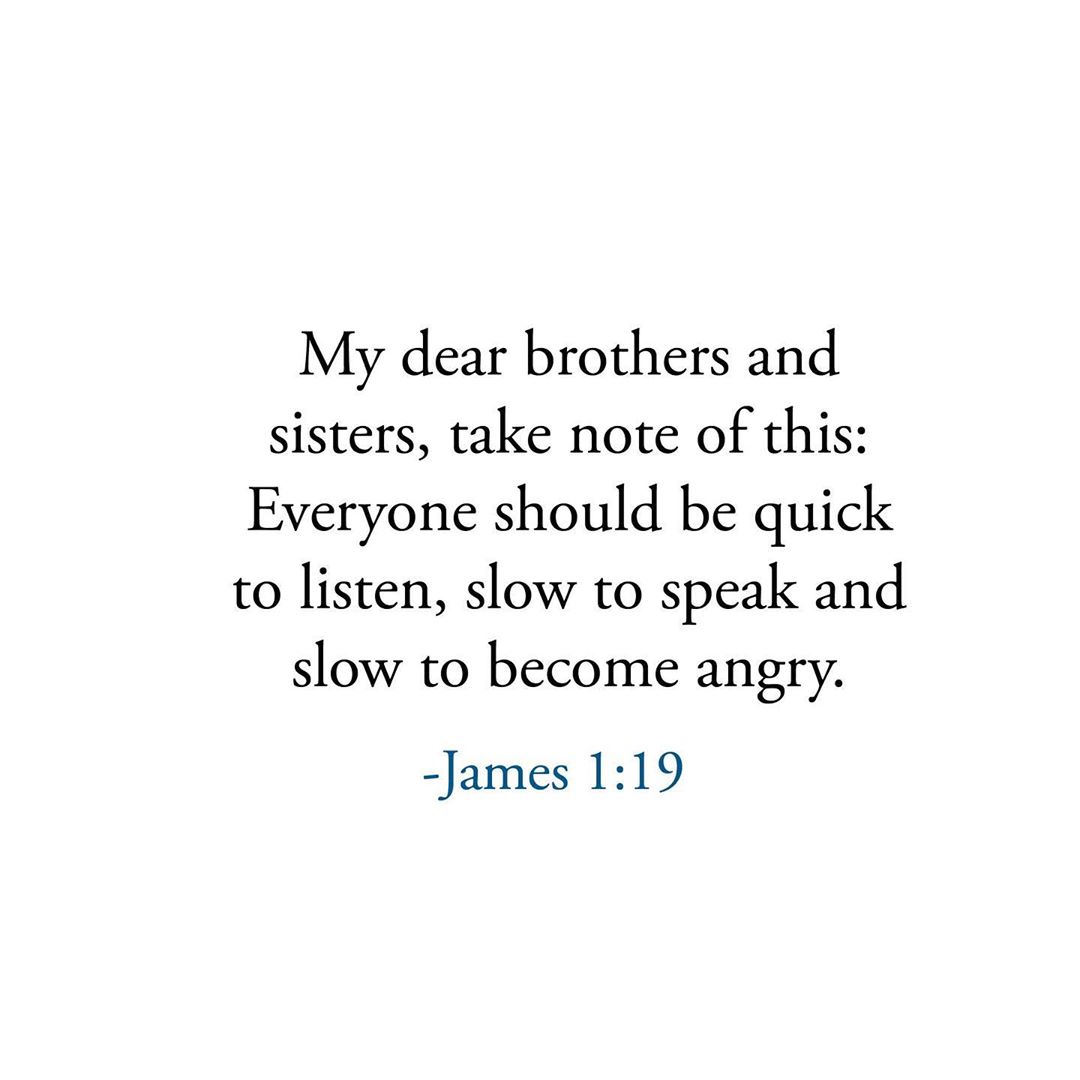 My dear brothers and
sisters, take note of this:
Everyone should be quick
to listen, slow to speak and
slow to become angry.
-James 1:19